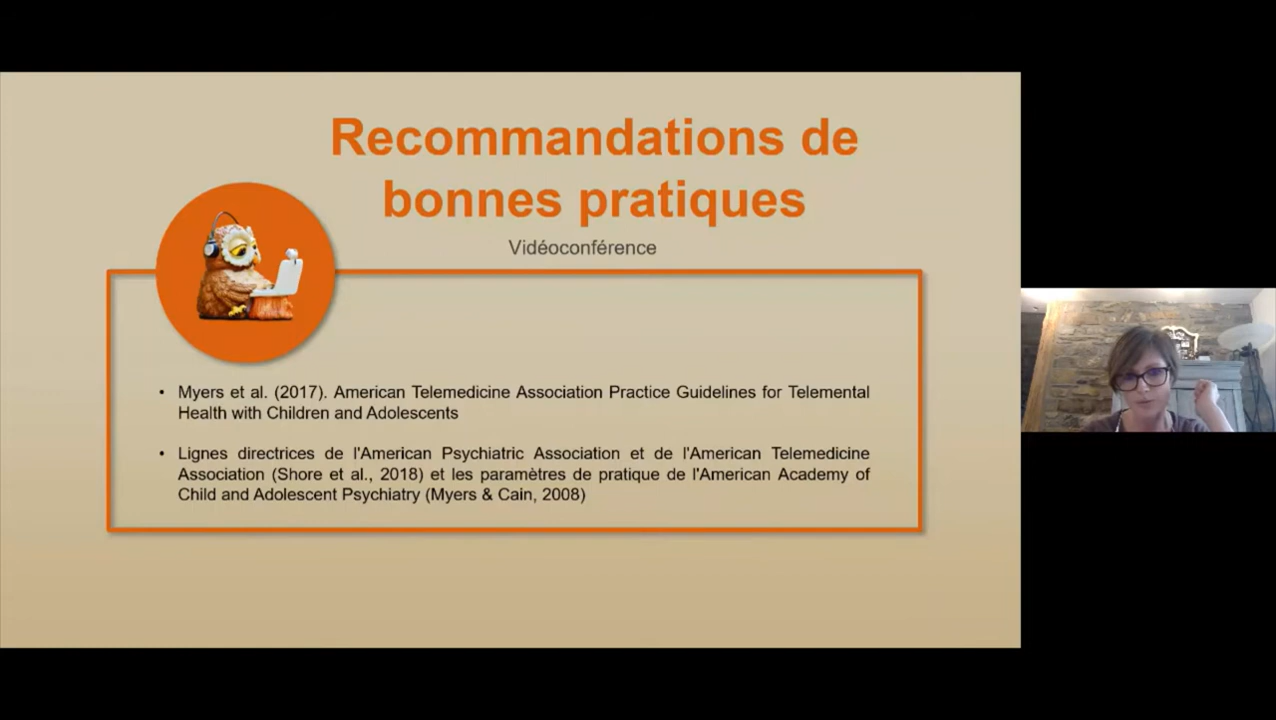 Recommandations de
bonnes pratiques
Vidéoconférence
• Myers et al. (2017). American Telemedicine Association Practice Guidelines for Telemental
Health with Children and Adolescents
• Lignes directrices de l'American Psychiatric Association et de l'American Telemedicine
Association (Shore et al., 2018) et les paramètres de pratique de l'American Academy of
Child and Adolescent Psychiatry (Myers & Cain, 2008)